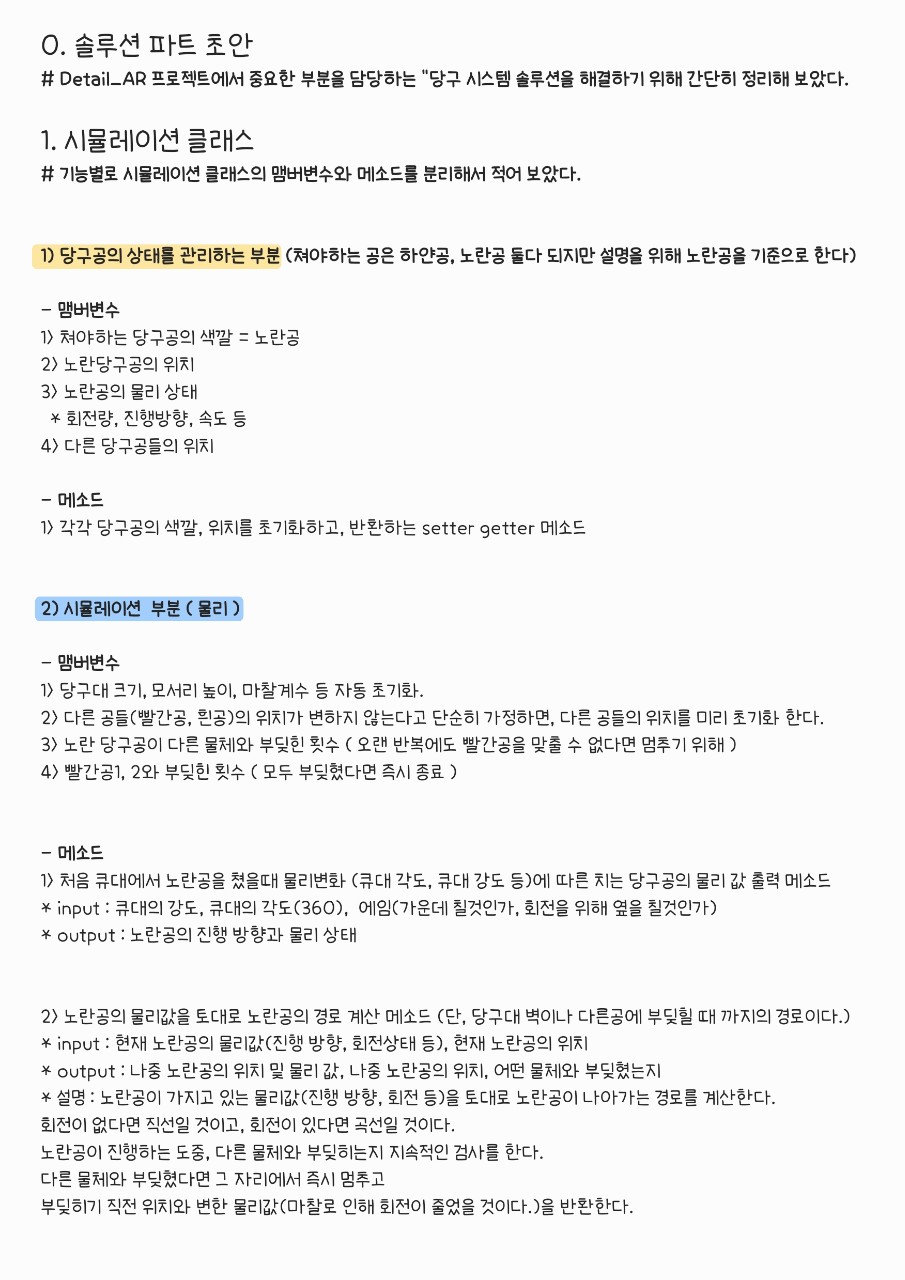 0. 솔루션 파트 초안
# Detail_AR 프로젝트에서 중요한 부분을 담당하는 "당구 시스템 솔루션을 해결하기 위해 간단히 정리해 보았다.
1. 시뮬레이션 클래스
# 기능별로 시뮬레이션 클래스의 맴버변수와 메소드를 분리해서 적어 보았다.
1) 당구공의 상태를 관리하는 부분 (쳐야하는 공은 하얀공, 노란공 둘다 되지만 설명을 위해 노란공을 기준으로 한다)
- 맴버변수
1> 쳐야하는 당구공의 색깔 = 노란공
2> 노란당구공의 위치
3> 노란공의 물리 상태
* 회전량, 진행방향, 속도 등
4> 다른 당구공들의 위치
- 메소드
1> 각각 당구공의 색깔, 위치를 초기화하고, 반환하는 setter getter 메소드
2) 시뮬레이션 부분 ( 물리 )
- 맴버변수
1> 당구대 크기, 모서리 높이, 마찰계수 등 자동 초기화.
2> 다른 공들(빨간공, 흰공)의 위치가 변하지 않는다고 단순히 가정하면, 다른 공들의 위치를 미리 초기화 한다.
3> 노란 당구공이 다른 물체와 부딪힌 횟수 ( 오랜 반복에도 빨간공을 맞출 수 없다면 멈추기 위해 )
4> 빨간공1, 2와 부딪힌 횟수 ( 모두 부딪혔다면 즉시 종료 )
- 메소드
1> 처음 큐대에서 노란공을 쳤을때 물리변화 (큐대 각도, 큐대 강도 등)에 따른 치는 당구공의 물리 값 출력 메소드
* input : 큐대의 강도, 큐대의 각도(360), 에임(가운데 칠것인가, 회전을 위해 옆을 칠것인가)
* output : 노란공의 진행 방향과 물리 상태
2> 노란공의 물리값을 토대로 노란공의 경로 계산 메소드 (단, 당구대 벽이나 다른공에 부딪힐 때 까지의 경로이다.)
* input : 현재 노란공의 물리값(진행 방향, 회전상태 등), 현재 노란공의 위치
* output : 나중 노란공의 위치 및 물리 값, 나중 노란공의 위치, 어떤 물체와 부딪혔는지
* 설명 : 노란공이 가지고 있는 물리값(진행 방향, 회전 등)을 토대로 노란공이 나아가는 경로를 계산한다.
회전이 없다면 직선일 것이고, 회전이 있다면 곡선일 것이다.
노란공이 진행하는 도중, 다른 물체와 부딪히는지 지속적인 검사를 한다.
다른 물체와 부딪혔다면 그 자리에서 즉시 멈추고
부딪히기 직전 위치와 변한 물리값(마찰로 인해 회전이 줄었을 것이다.)을 반환한다.